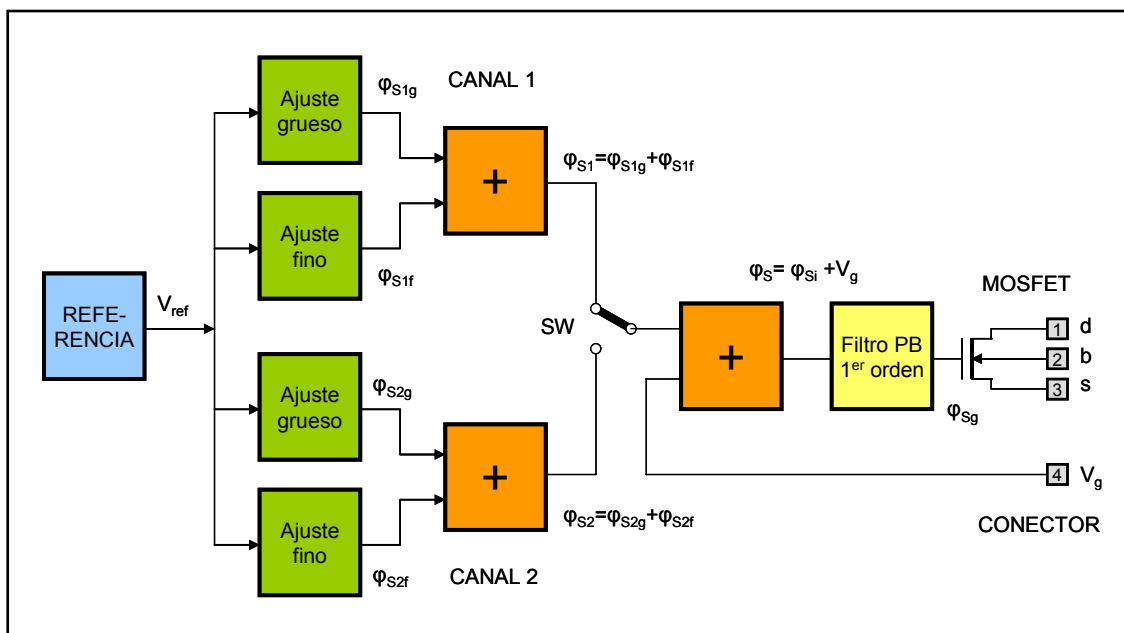 Ajuste
grueso
φS1g
CANAL 1
+
φS1=φS1g+φS1f
Ajuste
fino
φS1f
REFE-
RENCIA
Vref
SW
φS= φSi +Vg
+
Filtro PB
1er orden
φSg
MOSFET
1 d
2 b
3 s
4 Vg
CONECTOR
Ajuste
grueso
φS2g
+
φS2=φS2g+φS2f
Ajuste
fino
φS2f
CANAL 2